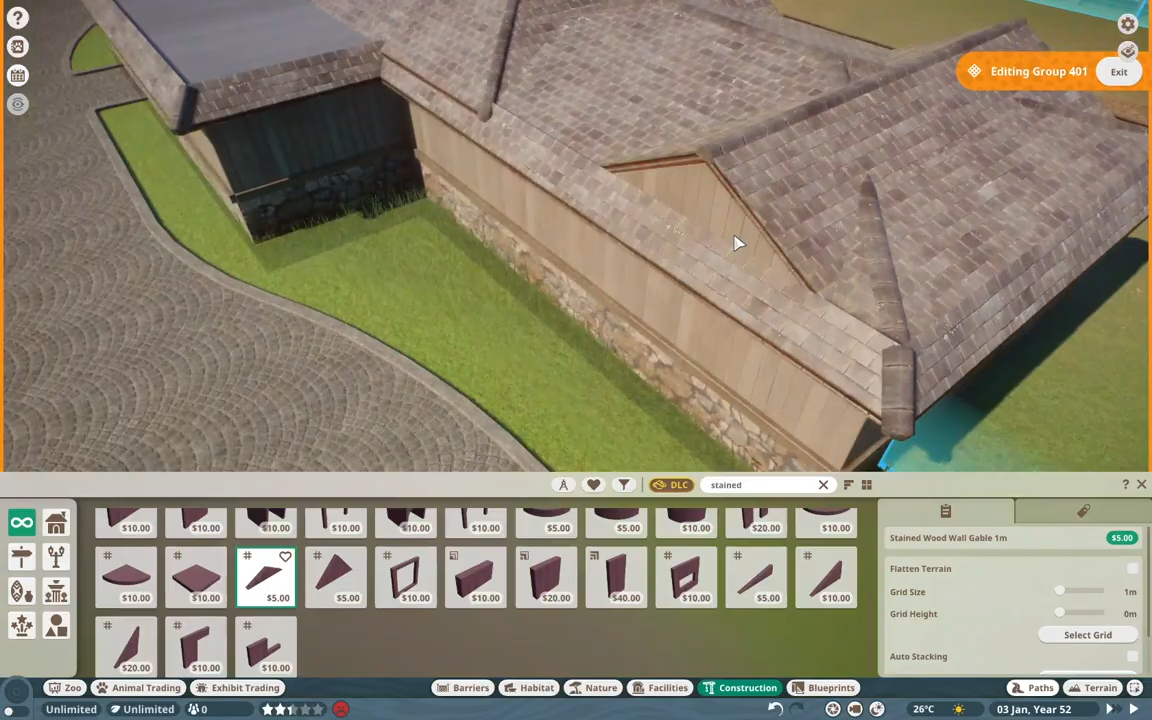 ?
Editing Group 401
Exit
DLC
stained
?
$10.00 $10.00 $10.00 $10.00 $10.00 $10.00 $5.00 $5.00 $10.00 $20.00 $10.00
$10.00 $10.00 $5.00 $5.00 $10.00 $10.00 $20.00 $40.00 $10.00 $5.00 $10.00
$20.00 $10.00 $10.00
Stained Wood Wall Gable 1m $5.00
Flatten Terrain
Grid Size 1m
Grid Height 0m
Select Grid
Auto Stacking
Zoo Animal Trading Exhibit Trading Barriers Habitat Nature Facilities Construction Blueprints Paths Terrain
Unlimited Unlimited 0 26°C 03 Jan, Year 52